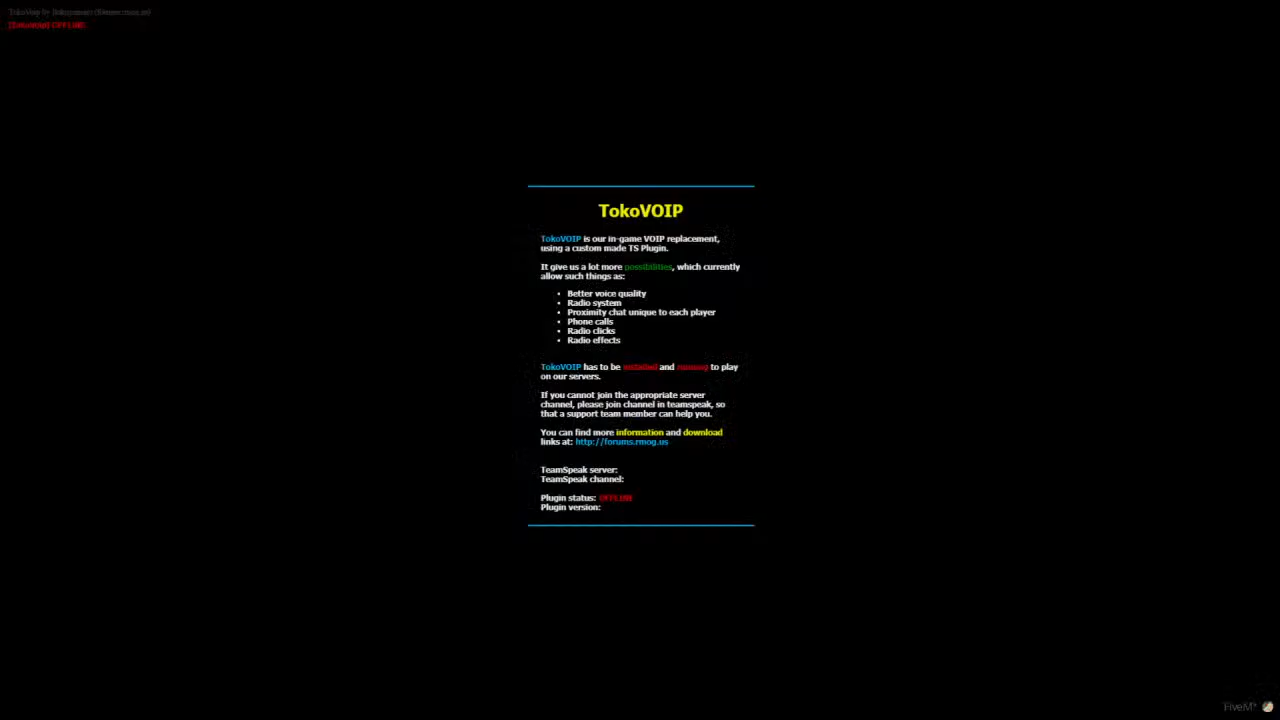 TokoVoip by
[TokoVoip] OFFLINE
TokoVOIP
TokoVOIP is our in-game VOIP replacement,
using a custom made TS Plugin.
It give us a lot more possibilities, which currently
allow such things as:
• Better voice quality
• Radio system
• Proximity chat unique to each player
• Phone calls
• Radio clicks
• Radio effects
TokoVOIP has to be installed and running to play
on our servers.
If you cannot join the appropriate server
channel, please join channel in teamspeak, so
that a support team member can help you.
You can find more information and download
links at: http://forums.rmog.us
TeamSpeak server:
TeamSpeak channel:
Plugin status: OFFLINE
Plugin version:
FiveM*